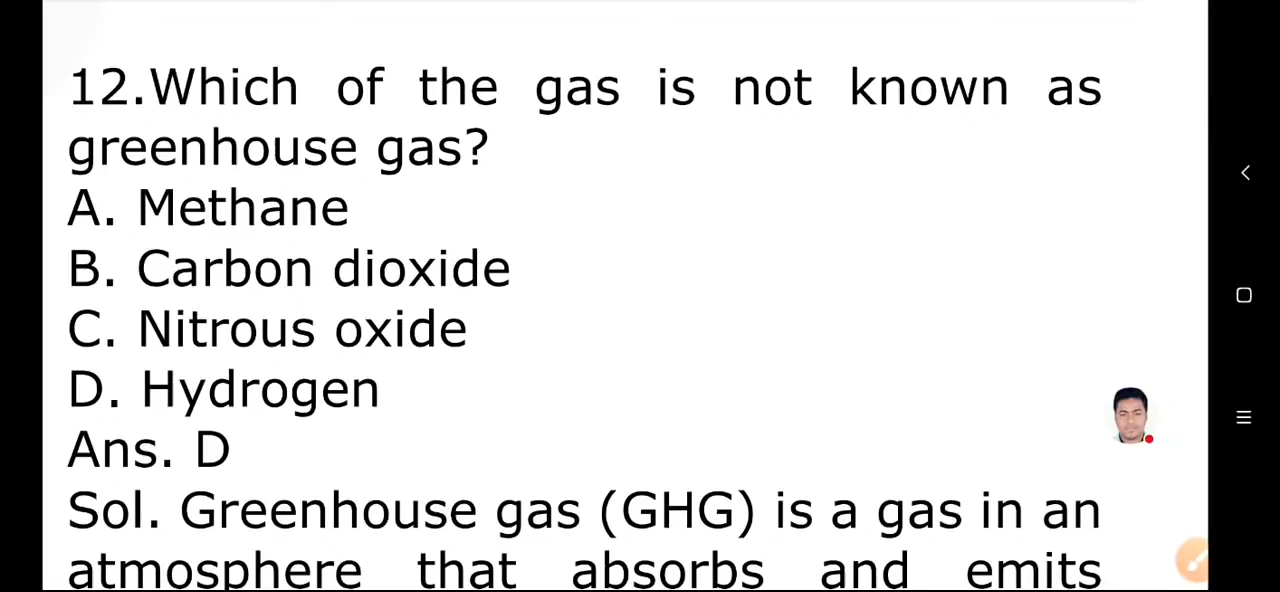 12.Which of the gas is not known as
greenhouse gas?
A. Methane
B. Carbon dioxide
C. Nitrous oxide
D. Hydrogen
Ans. D
Sol. Greenhouse gas (GHG) is a gas in an
atmosphere that absorbs and emits